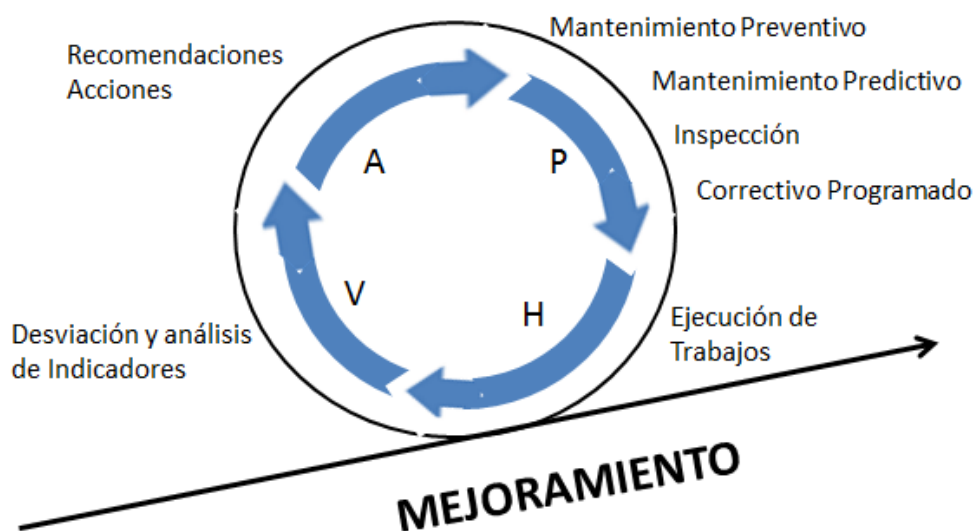 Recomendaciones
Acciones
Mantenimiento Preventivo
Mantenimiento Predictivo
Inspección
Correctivo Programado
A
P
V
H
Desviación y análisis
de Indicadores
Ejecución de
Trabajos
MEJORAMIENTO